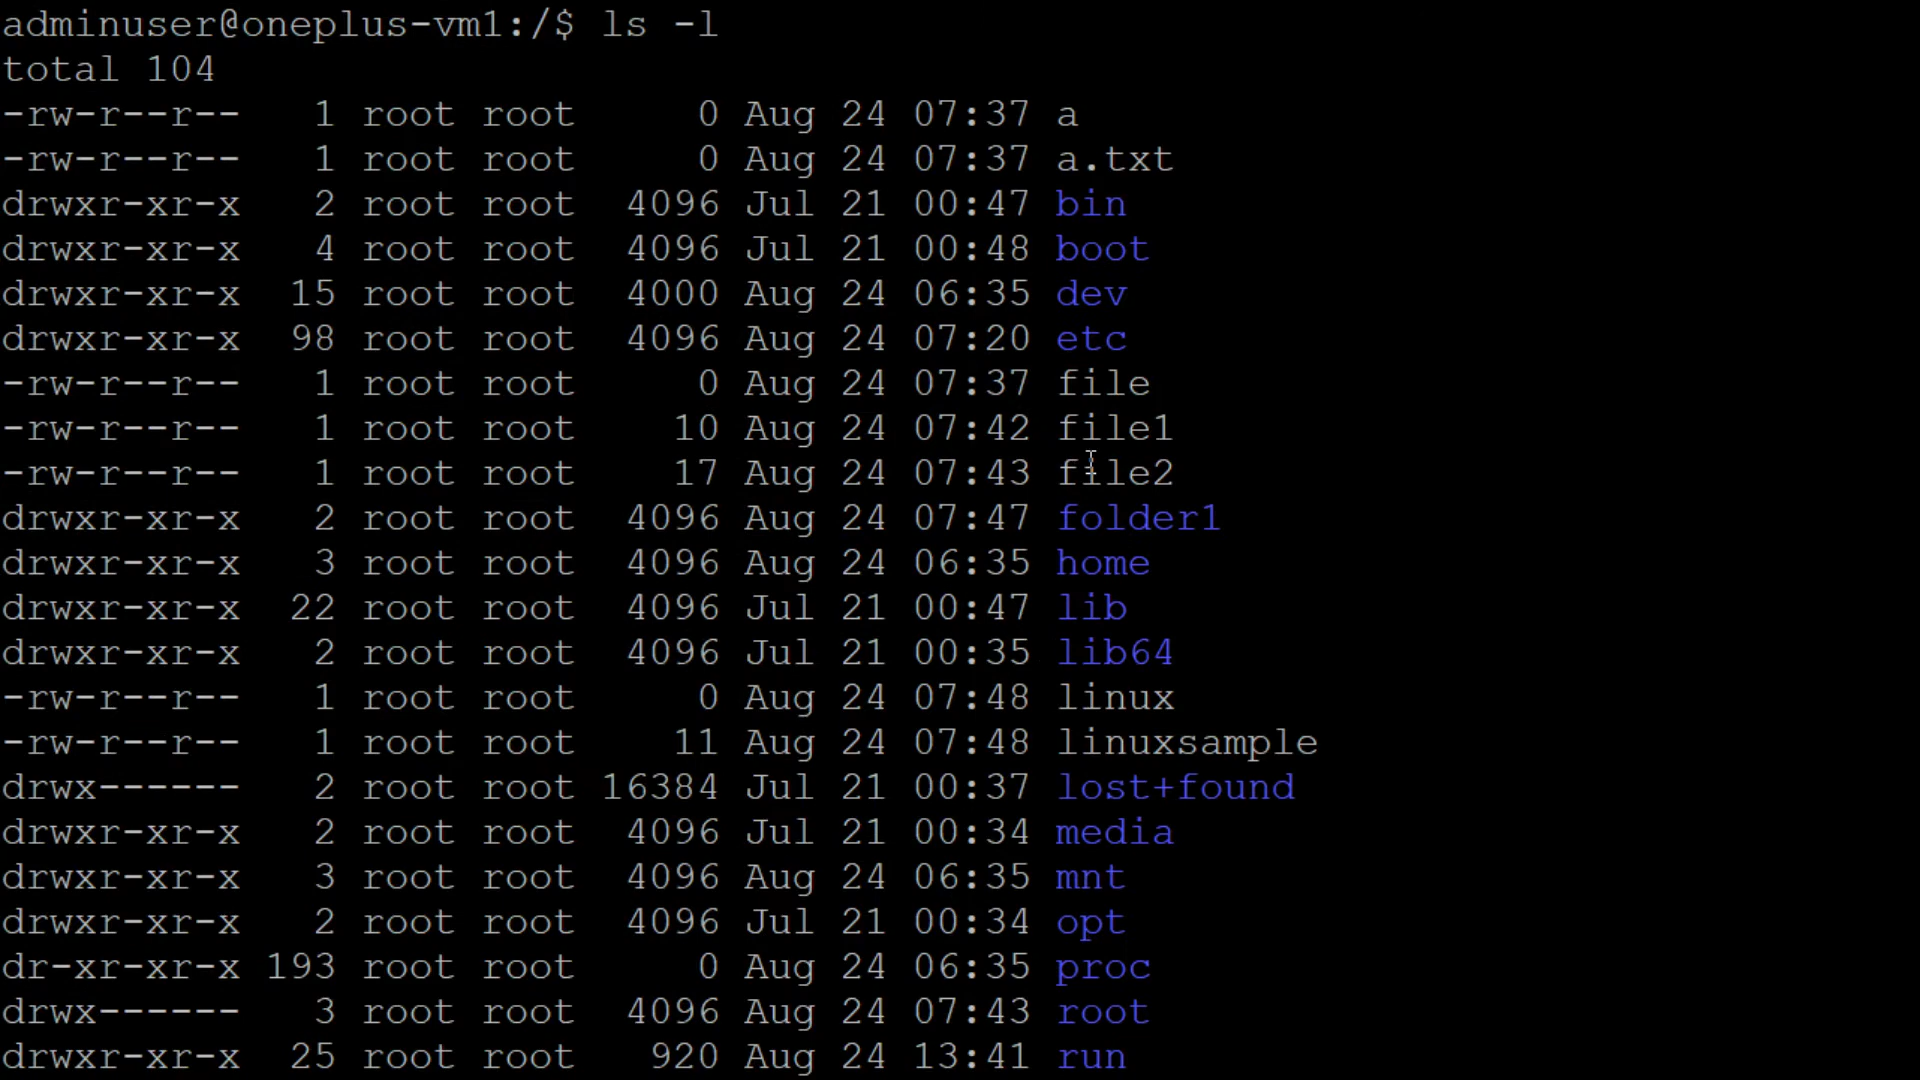 adminuser@oneplus-vm1:/$ ls -l
total 104
-rw-r--r--   1 root root     0 Aug 24 07:37 a
-rw-r--r--   1 root root     0 Aug 24 07:37 a.txt
drwxr-xr-x   2 root root  4096 Jul 21 00:47 bin
drwxr-xr-x   4 root root  4096 Jul 21 00:48 boot
drwxr-xr-x  15 root root  4000 Aug 24 06:35 dev
drwxr-xr-x  98 root root  4096 Aug 24 07:20 etc
-rw-r--r--   1 root root     0 Aug 24 07:37 file
-rw-r--r--   1 root root    10 Aug 24 07:42 file1
-rw-r--r--   1 root root    17 Aug 24 07:43 file2
drwxr-xr-x   2 root root  4096 Aug 24 07:47 folder1
drwxr-xr-x   3 root root  4096 Aug 24 06:35 home
drwxr-xr-x  22 root root  4096 Jul 21 00:47 lib
drwxr-xr-x   2 root root  4096 Jul 21 00:35 lib64
-rw-r--r--   1 root root     0 Aug 24 07:48 linux
-rw-r--r--   1 root root    11 Aug 24 07:48 linuxsample
drwx------   2 root root 16384 Jul 21 00:37 lost+found
drwxr-xr-x   2 root root  4096 Jul 21 00:34 media
drwxr-xr-x   3 root root  4096 Aug 24 06:35 mnt
drwxr-xr-x   2 root root  4096 Jul 21 00:34 opt
dr-xr-xr-x 193 root root     0 Aug 24 06:35 proc
drwx------   3 root root  4096 Aug 24 07:43 root
drwxr-xr-x  25 root root   920 Aug 24 13:41 run